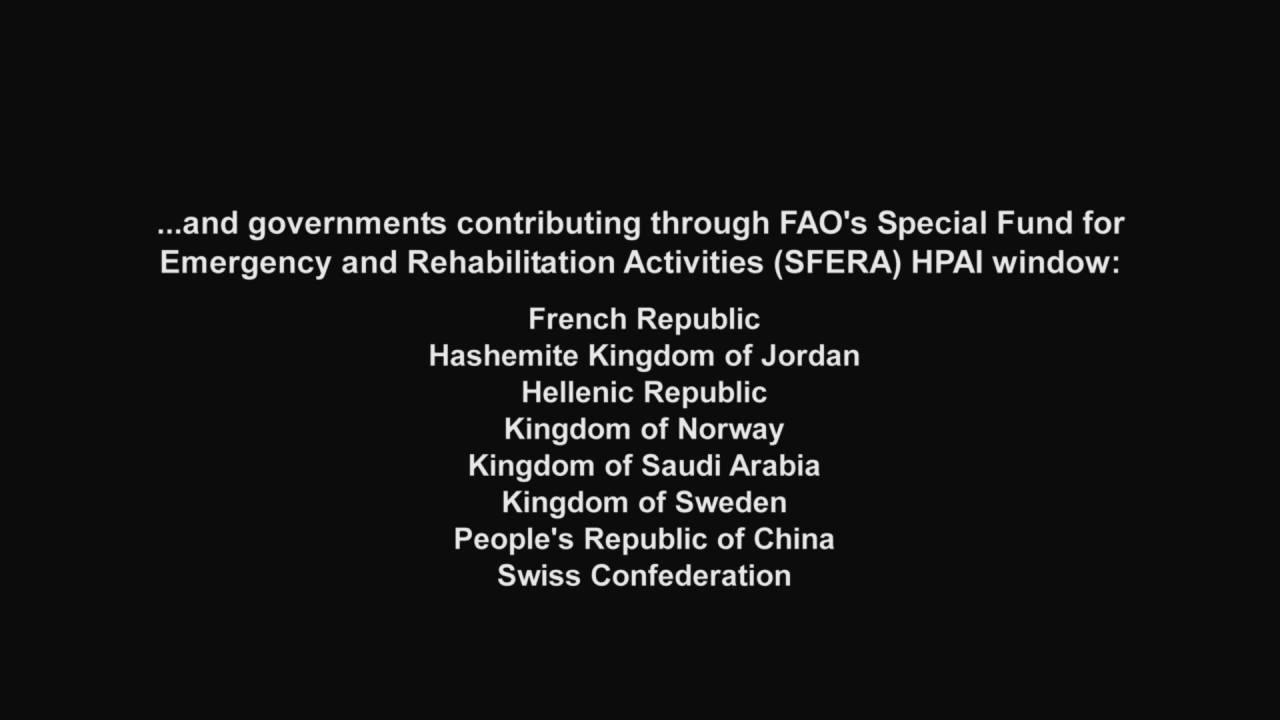 ...and governments contributing through FAO's Special Fund for
Emergency and Rehabilitation Activities (SFERA) HPAI window:
French Republic
Hashemite Kingdom of Jordan
Hellenic Republic
Kingdom of Norway
Kingdom of Saudi Arabia
Kingdom of Sweden
People's Republic of China
Swiss Confederation